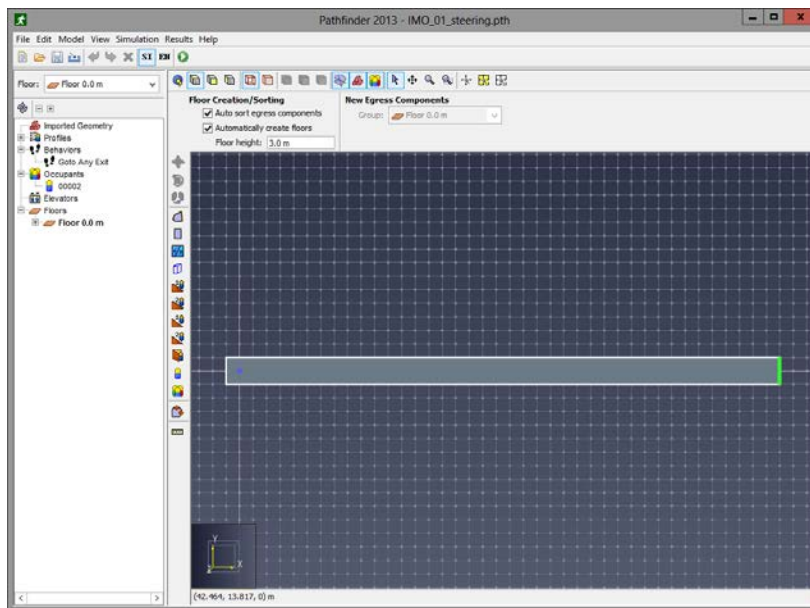 Pathfinder 2013 - IMO_01_steering.pth
File Edit Model View Simulation Results Help
SI EN
Floor: Floor 0.0 m
Floor Creation/Sorting
Auto sort egress components
Automatically create floors
Floor height: 3.0 m
New Egress Components
Group: Floor 0.0 m
Imported Geometry
Profiles
Behaviors
Goto Any Exit
Occupants
00002
Elevators
Floors
Floor 0.0 m
Y
X
(42.464, 13.817, 0) m